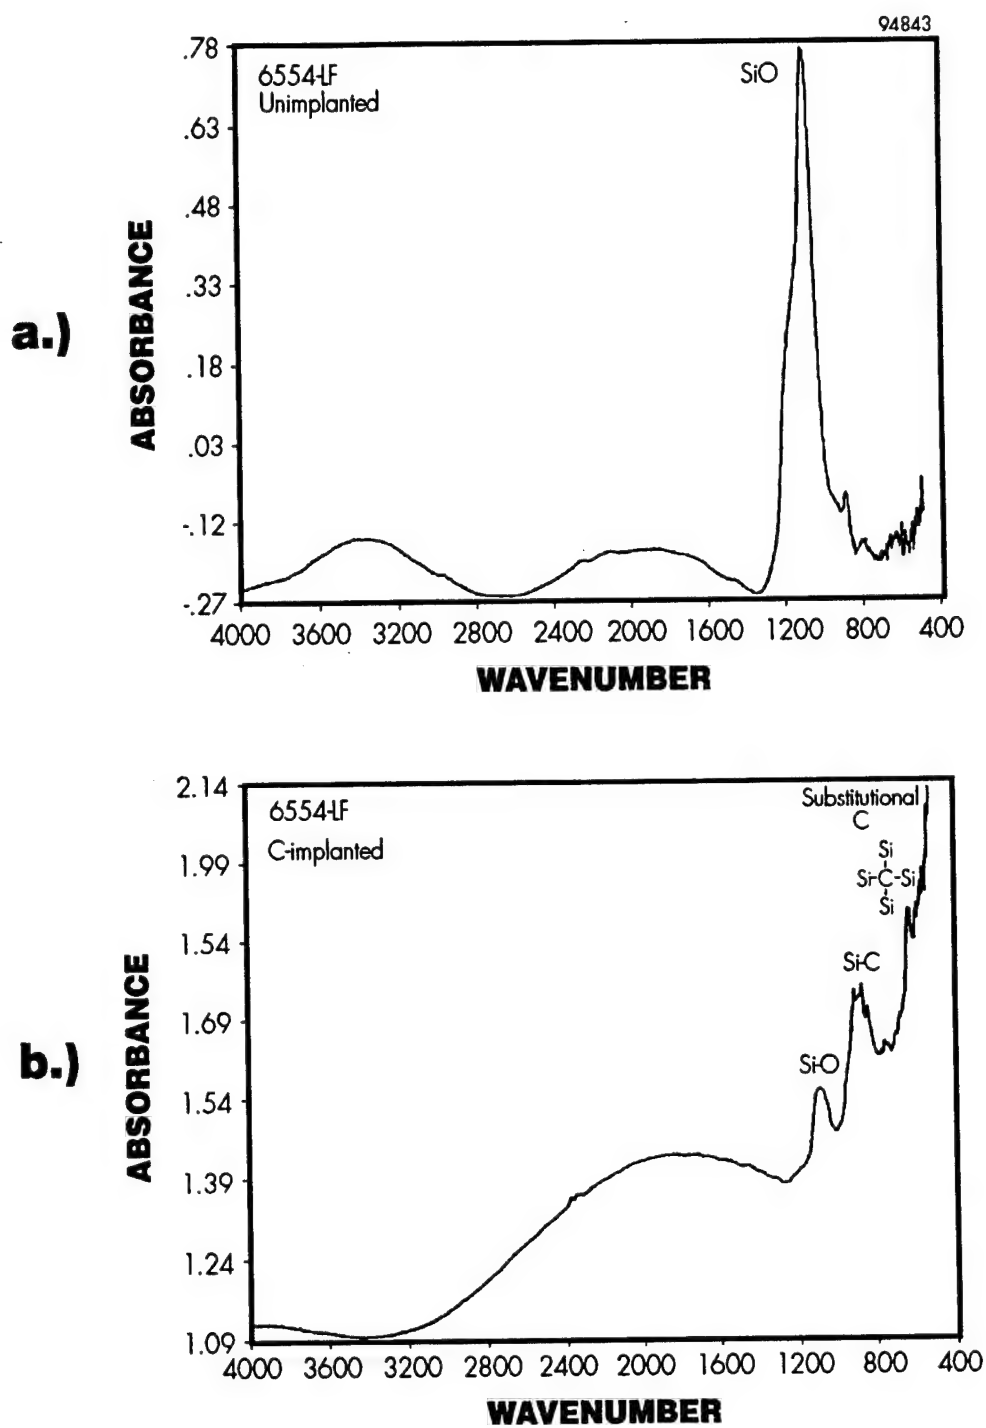 94843
a.)
ABSORBANCE
.78
.63
.48
.33
.18
.03
-.12
-.27
6554-LF
Unimplanted
SiO
4000 3600 3200 2800 2400 2000 1600 1200 800 400
WAVENUMBER
b.)
ABSORBANCE
2.14
1.99
1.54
1.69
1.54
1.39
1.24
1.09
6554-LF
C-implanted
Substitutional
C
Si
Si-C-Si
Si
Si-C
Si-O
4000 3600 3200 2800 2400 2000 1600 1200 800 400
WAVENUMBER